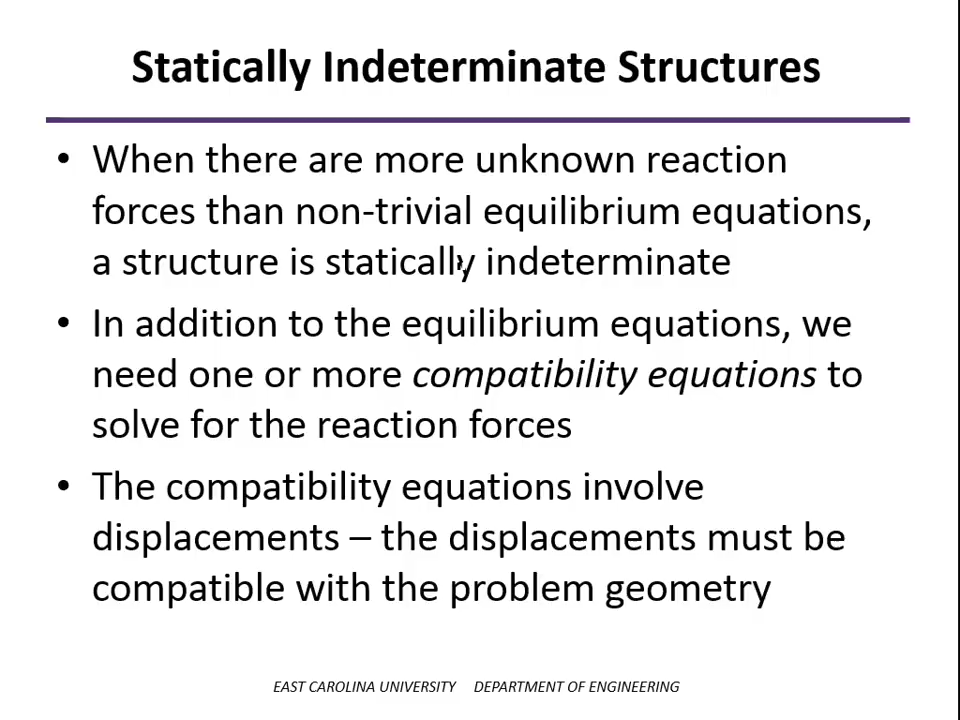 Statically Indeterminate Structures
• When there are more unknown reaction
forces than non-trivial equilibrium equations,
a structure is statically indeterminate
• In addition to the equilibrium equations, we
need one or more compatibility equations to
solve for the reaction forces
• The compatibility equations involve
displacements – the displacements must be
compatible with the problem geometry
EAST CAROLINA UNIVERSITY DEPARTMENT OF ENGINEERING